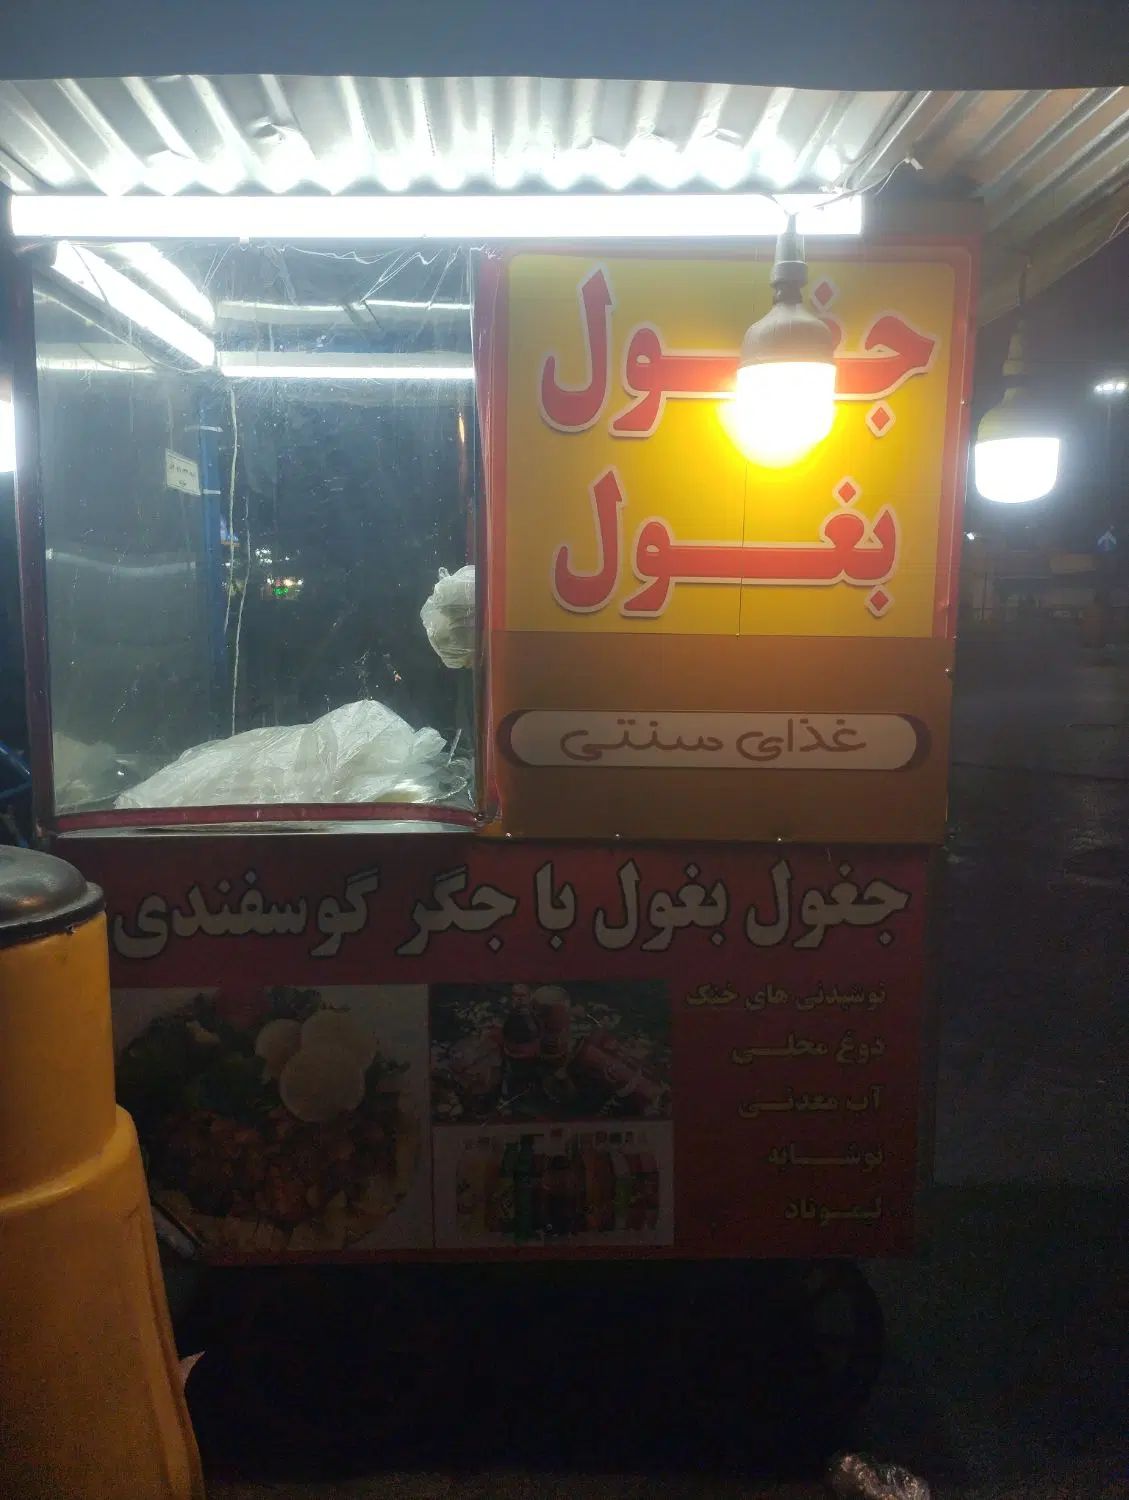 جغول
بغول
غذای سنتی
جغول بغول با جگر گوسفندی
نوشیدنی های خنک
دوغ محلی
آب معدنی
نوشابه
لیموناد